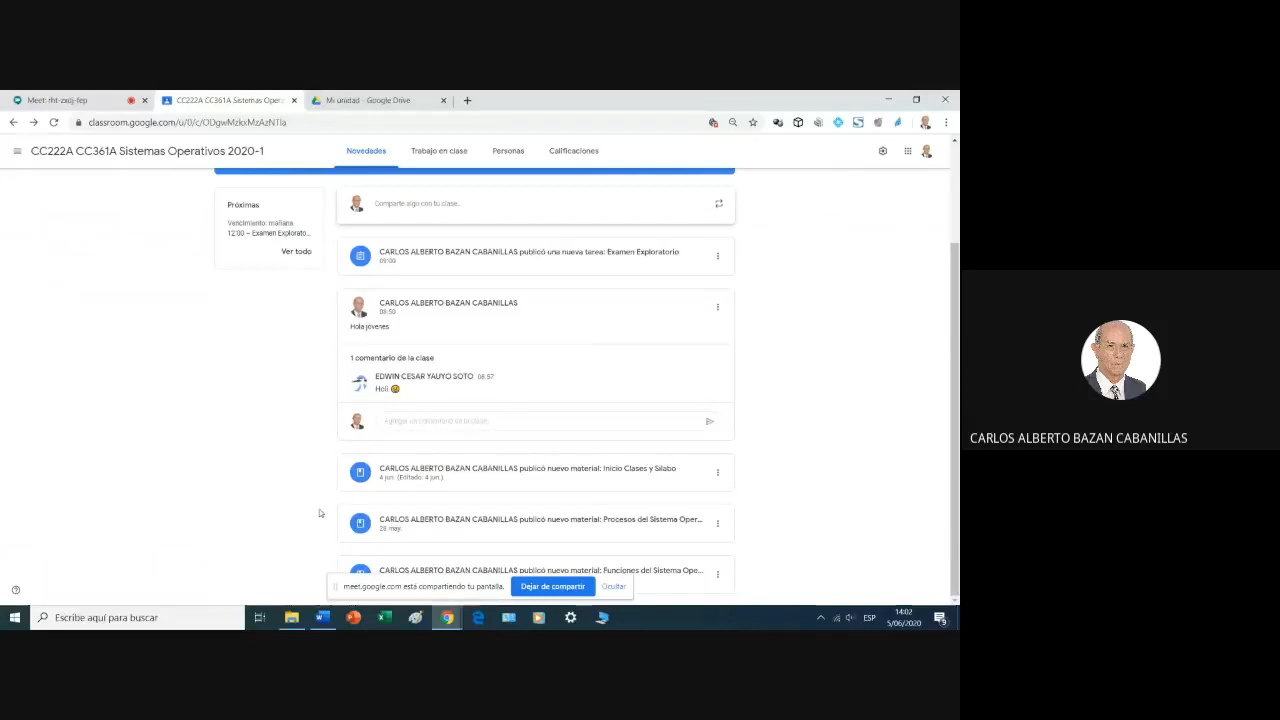 Meet: rht-zxdj-fep
CC222A CC361A Sistemas Opera
Mi unidad - Google Drive
classroom.google.com/u/0/c/ODgwMzkxMzAzNTla
CC222A CC361A Sistemas Operativos 2020-1
Novedades
Trabajo en clase
Personas
Calificaciones
Próximas
Vencimiento: mañana
12:00 – Examen Explorato...
Ver todo
Comparte algo con tu clase...
CARLOS ALBERTO BAZAN CABANILLAS publicó una nueva tarea: Examen Exploratorio
09:00
CARLOS ALBERTO BAZAN CABANILLAS
08:50
Hola jóvenes
1 comentario de la clase
EDWIN CESAR YAUYO SOTO 08:57
Holi
Agregar un comentario de la clase...
CARLOS ALBERTO BAZAN CABANILLAS publicó nuevo material: Inicio Clases y Silabo
4 jun. (Editado: 4 jun.)
CARLOS ALBERTO BAZAN CABANILLAS publicó nuevo material: Procesos del Sistema Oper...
28 may.
CARLOS ALBERTO BAZAN CABANILLAS publicó nuevo material: Funciones del Sistema Ope...
meet.google.com está compartiendo tu pantalla.
Dejar de compartir
Ocultar
Escribe aquí para buscar
ESP
14:02
5/06/2020
CARLOS ALBERTO BAZAN CABANILLAS